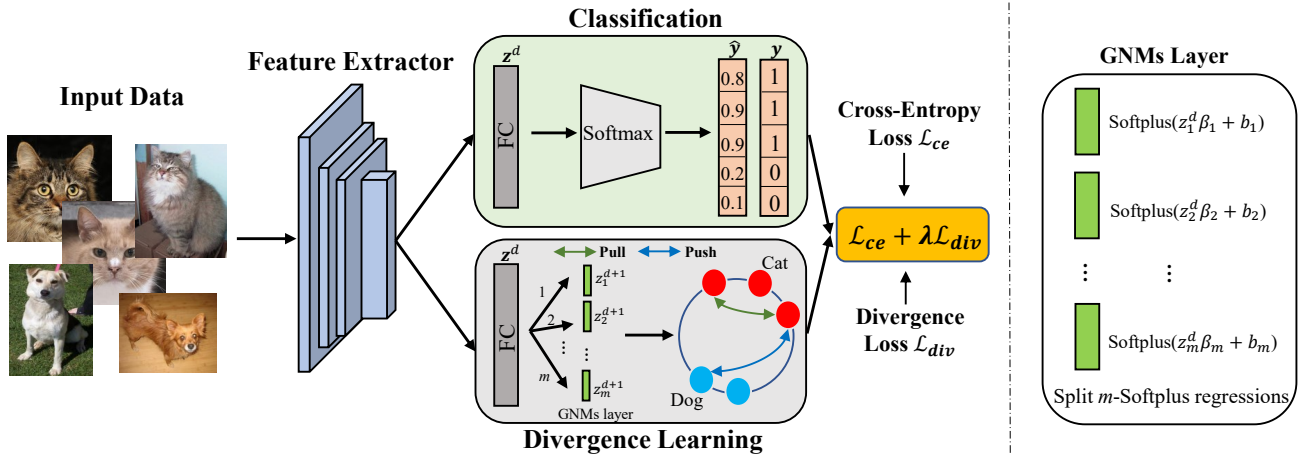 Classification
Feature Extractor
Input Data
z^d
FC
Softmax
ŷ
y
0.8
0.9
0.9
0.2
0.1
1
1
1
0
0
z^d
FC
Pull
Push
1
2
⋮
m
z_1^{d+1}
z_2^{d+1}
⋮
z_m^{d+1}
GNMs layer
Cat
Dog
Divergence Learning
Cross-Entropy
Loss ℒ_ce
ℒ_ce + λℒ_div
Divergence
Loss ℒ_div
GNMs Layer
Softplus(z_1^d β_1 + b_1)
Softplus(z_2^d β_2 + b_2)
⋮ ⋮
Softplus(z_m^d β_m + b_m)
Split m-Softplus regressions